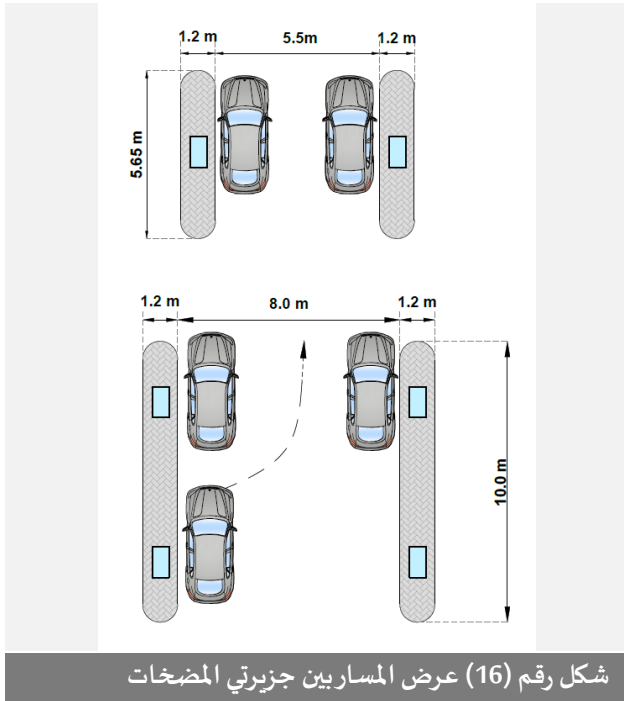 1.2 m 5.5m 1.2 m
5.65 m
1.2 m 8.0 m 1.2 m
10.0 m
شكل رقم (16) عرض المسار بين جزيرتي المضخات